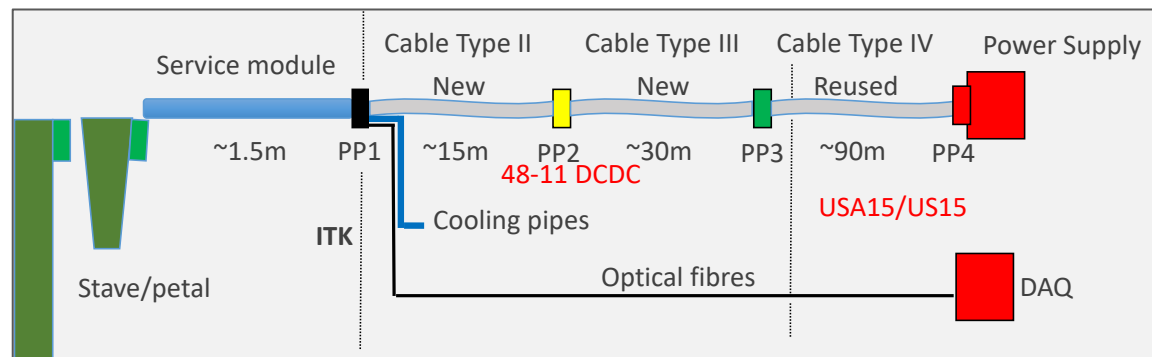 Cable Type II
Cable Type III
Cable Type IV
Power Supply
Service module
New
New
Reused
~1.5m
PP1
~15m
PP2
~30m
PP3
~90m
PP4
48-11 DCDC
USA15/US15
Cooling pipes
ITK
Stave/petal
Optical fibres
DAQ